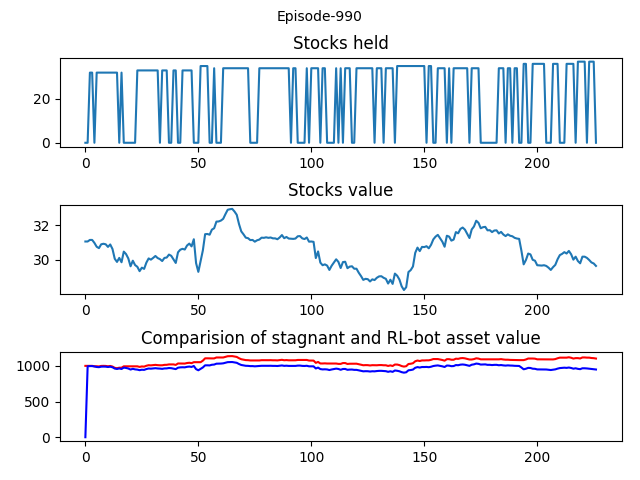 Episode-990
Stocks held
20
0
0 50 100 150 200
Stocks value
32
30
0 50 100 150 200
Comparision of stagnant and RL-bot asset value
1000
500
0
0 50 100 150 200